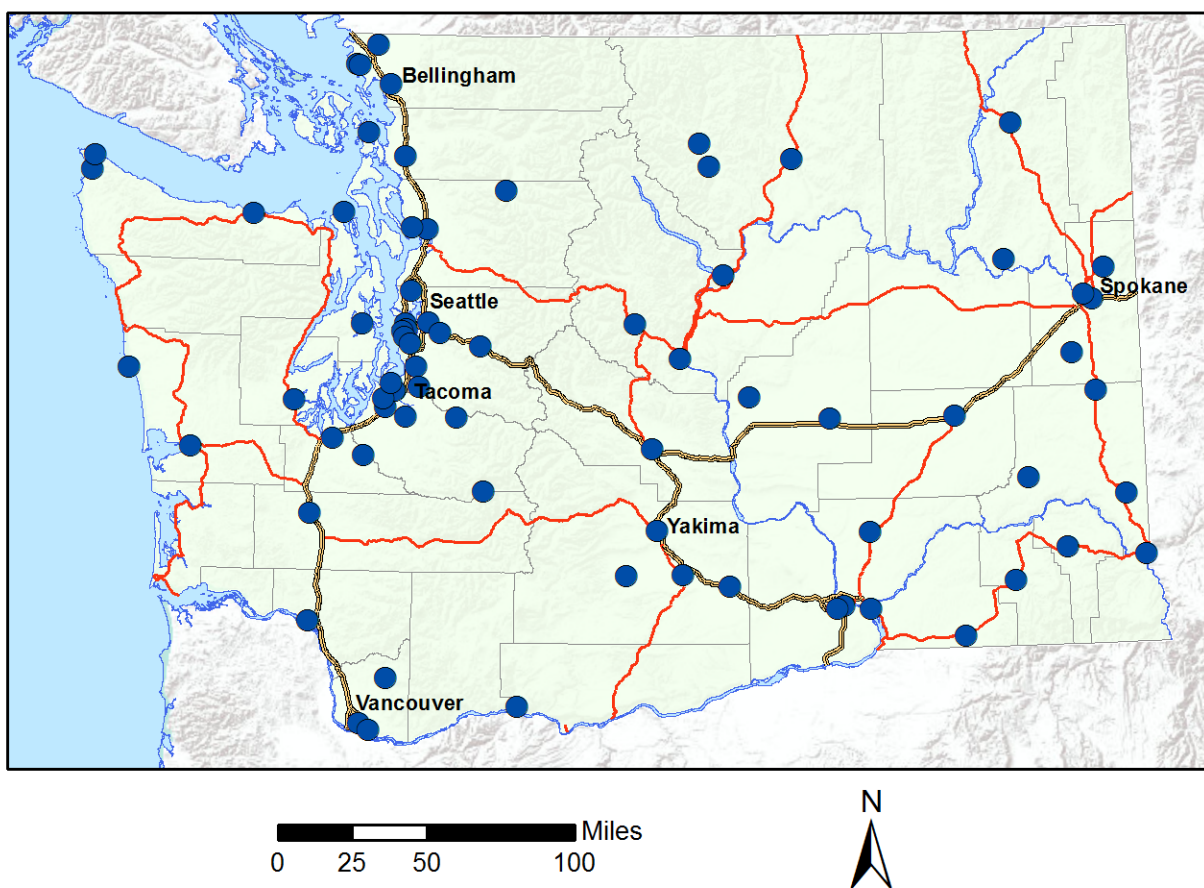 Bellingham
Seattle
Spokane
Tacoma
Yakima
Vancouver
N
Miles
0 25 50 100